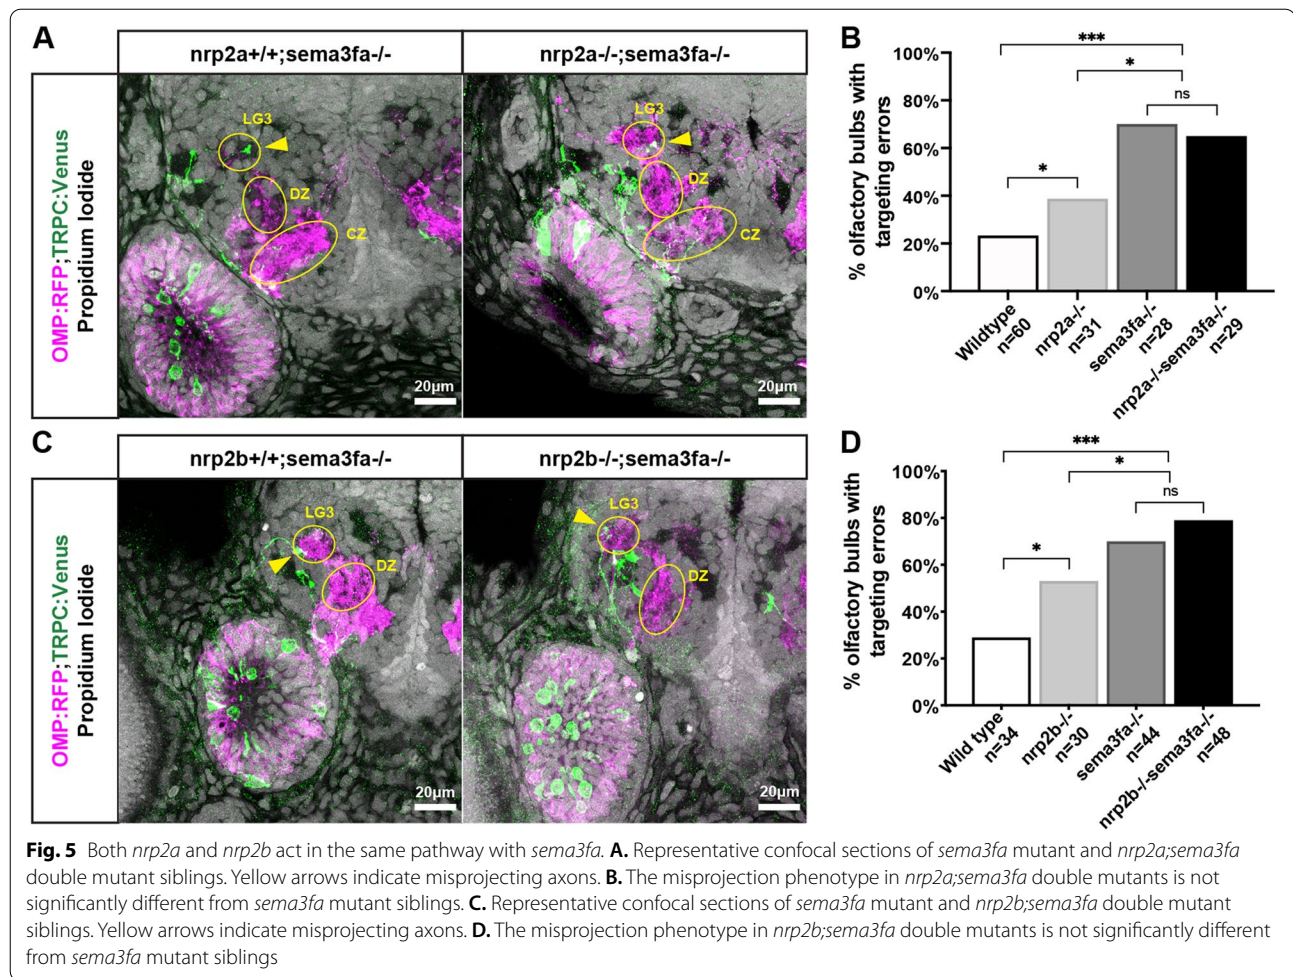 A
nrp2a+/+;sema3fa-/-
nrp2a-/-;sema3fa-/-
OMP:RFP;TRPC:Venus
Propidium Iodide
LG3
DZ
CZ
20µm
LG3
DZ
CZ
20µm
B
% olfactory bulbs with
targeting errors
100%
80%
60%
40%
20%
0%
***
*
ns
*
Wildtype
n=60
nrp2a-/-
n=31
sema3fa-/-
n=28
nrp2a-/-sema3fa-/-
n=29
C
nrp2b+/+;sema3fa-/-
nrp2b-/-;sema3fa-/-
OMP:RFP;TRPC:Venus
Propidium Iodide
LG3
DZ
20µm
LG3
DZ
20µm
D
% olfactory bulbs with
targeting errors
100%
80%
60%
40%
20%
0%
***
*
ns
*
Wild type
n=34
nrp2b-/-
n=30
sema3fa-/-
n=44
nrp2b-/-sema3fa-/-
n=48
Fig. 5 Both nrp2a and nrp2b act in the same pathway with sema3fa. A. Representative confocal sections of sema3fa mutant and nrp2a;sema3fa
double mutant siblings. Yellow arrows indicate misprojecting axons. B. The misprojection phenotype in nrp2a;sema3fa double mutants is not
significantly different from sema3fa mutant siblings. C. Representative confocal sections of sema3fa mutant and nrp2b;sema3fa double mutant
siblings. Yellow arrows indicate misprojecting axons. D. The misprojection phenotype in nrp2b;sema3fa double mutants is not significantly different
from sema3fa mutant siblings